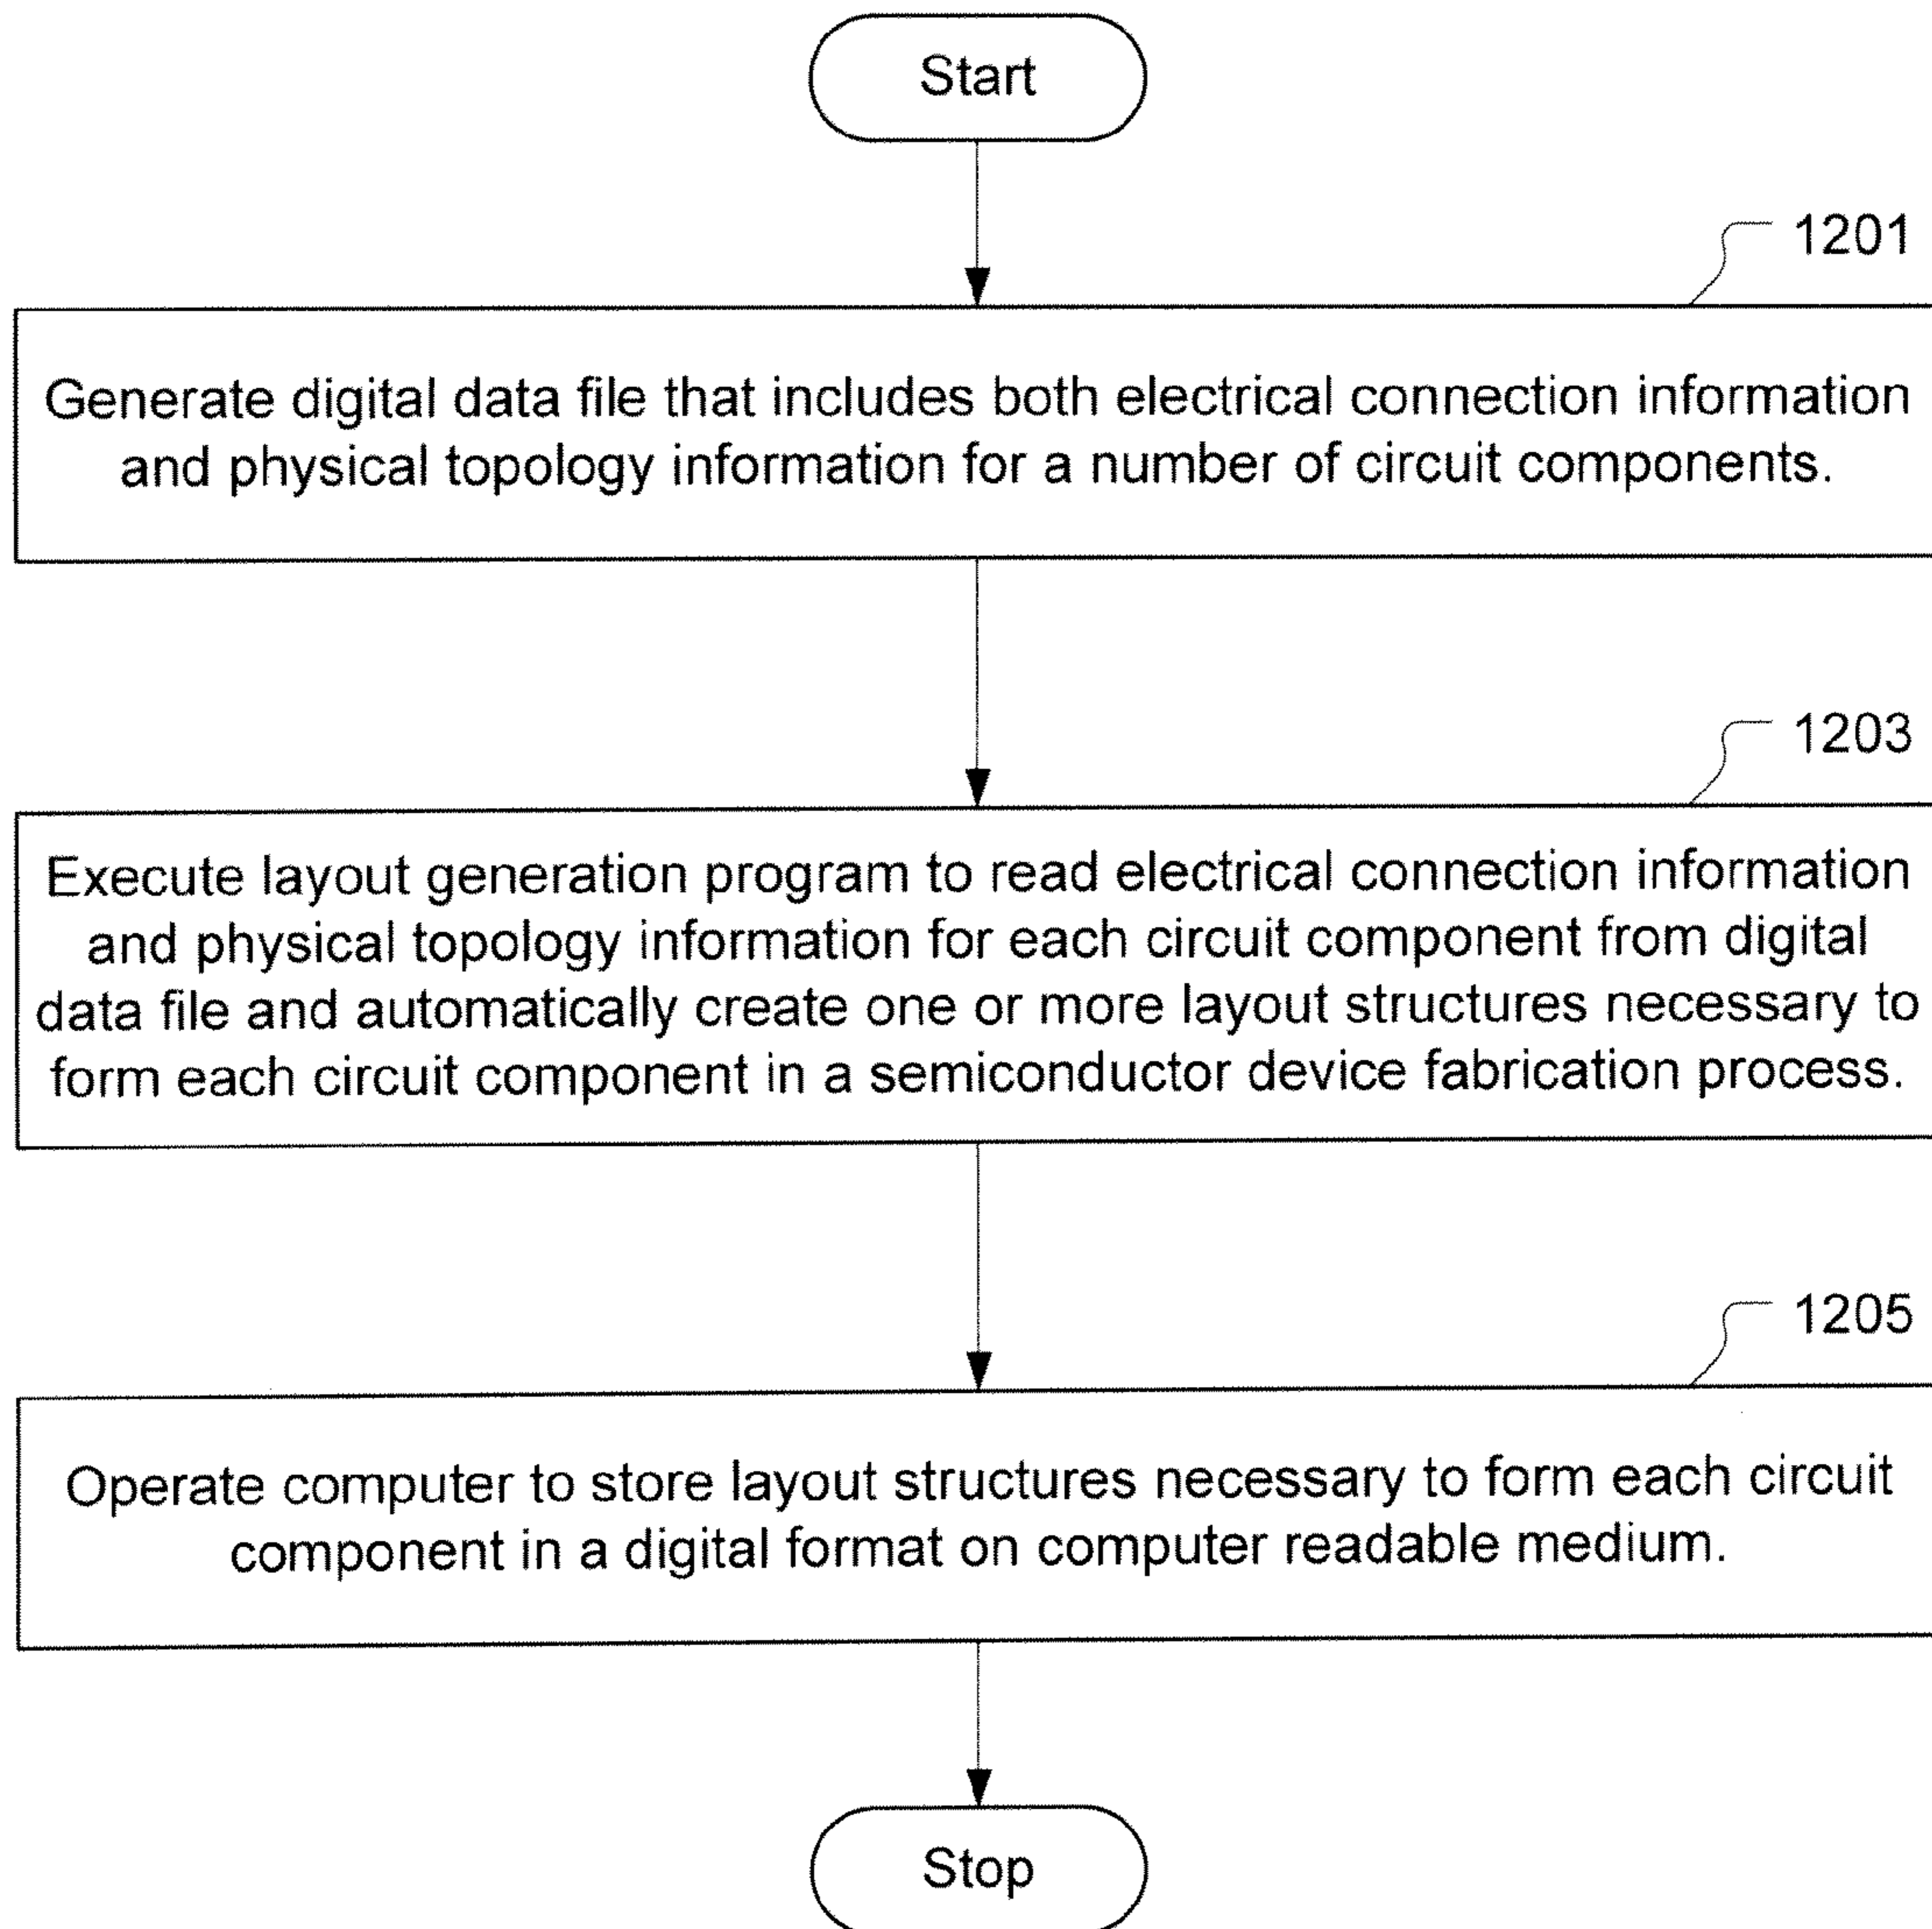 Start
1201
Generate digital data file that includes both electrical connection information
and physical topology information for a number of circuit components.
1203
Execute layout generation program to read electrical connection information
and physical topology information for each circuit component from digital
data file and automatically create one or more layout structures necessary to
form each circuit component in a semiconductor device fabrication process.
1205
Operate computer to store layout structures necessary to form each circuit
component in a digital format on computer readable medium.
Stop